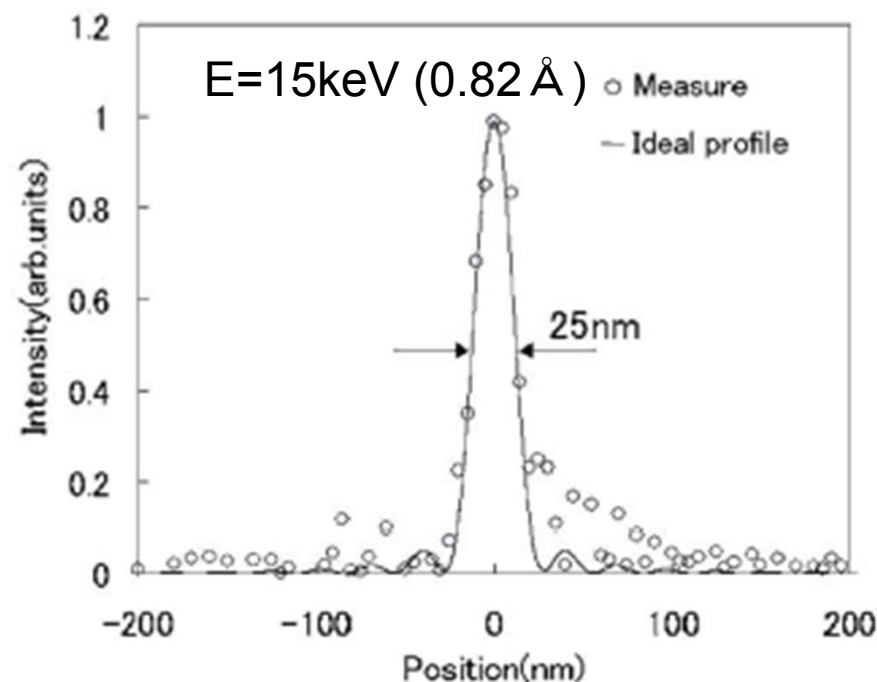 1.2
E=15keV (0.82 Å)
Measure
Ideal profile
1
0.8
0.6
25nm
0.4
0.2
0
Intensity(arb.units)
-200
-100
0
100
200
Position(nm)